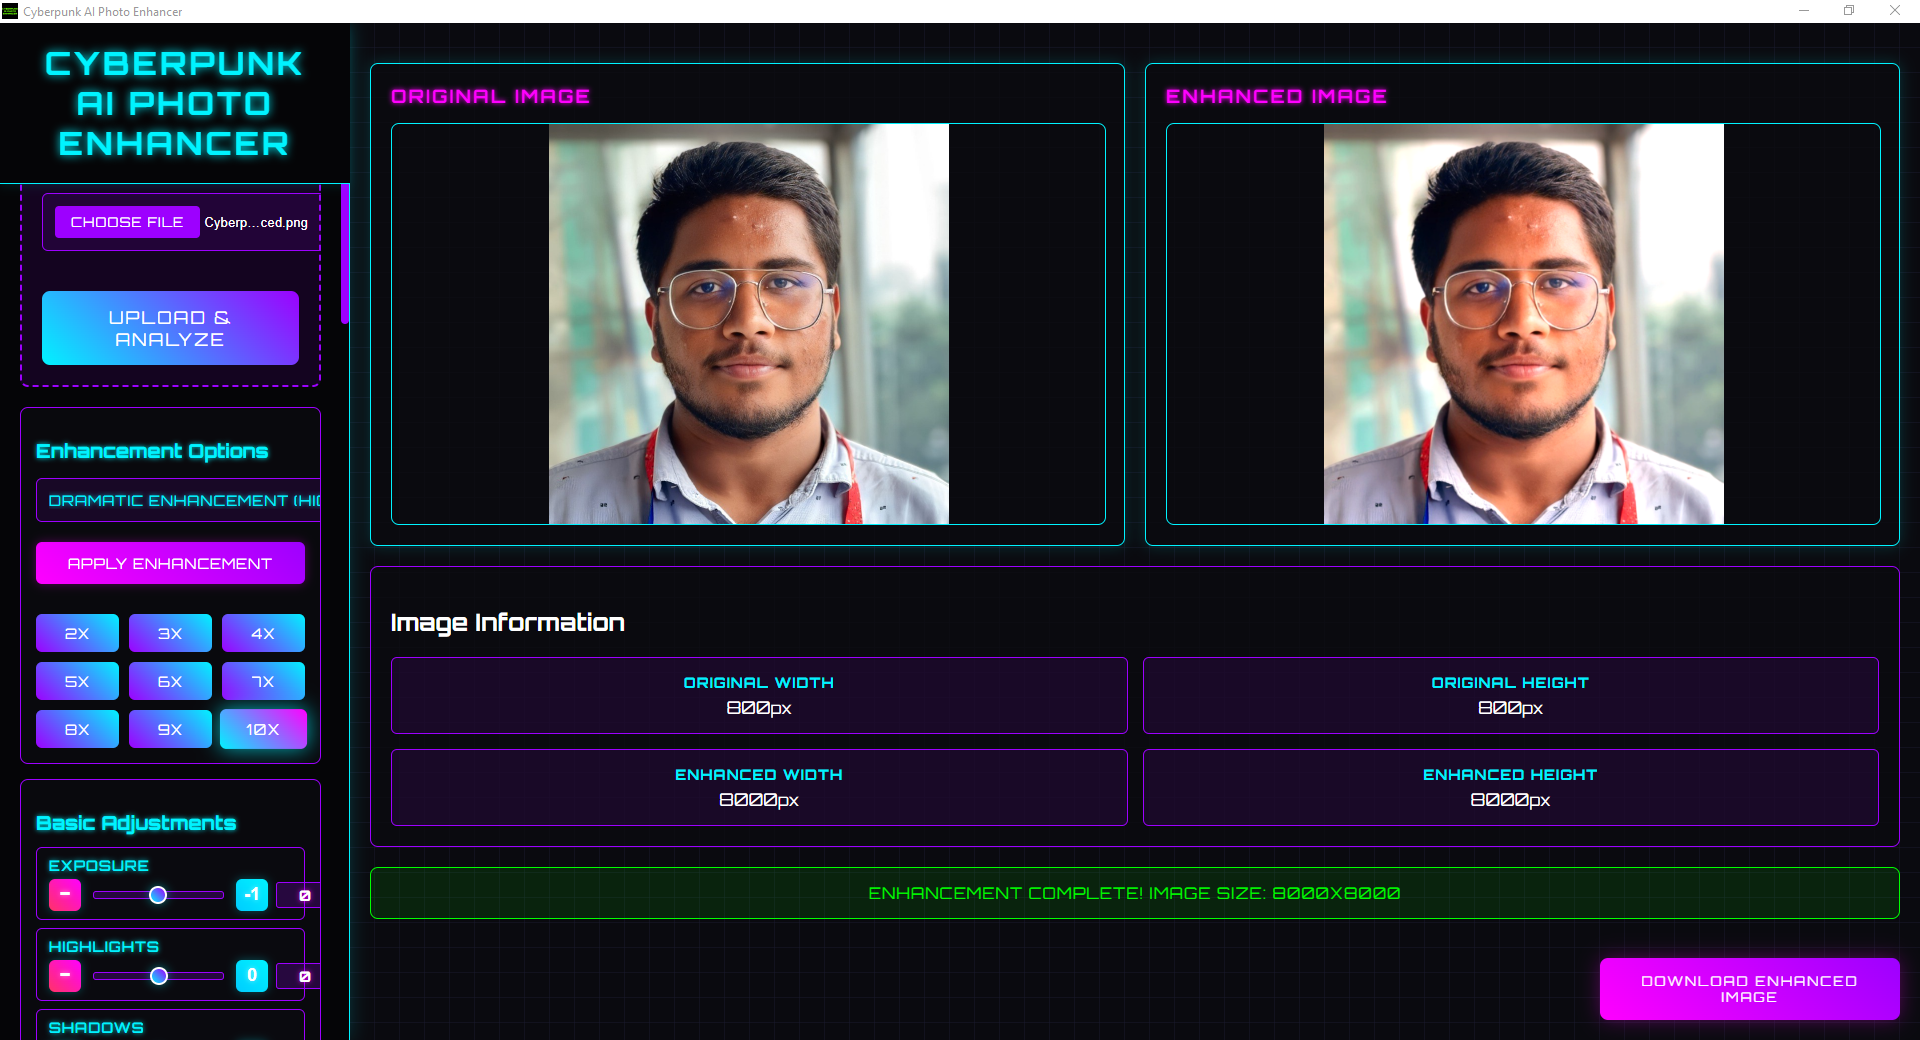 Cyberpunk AI Photo Enhancer
CYBERPUNK
AI PHOTO
ENHANCER
CHOOSE FILE Cyberp...ced.png
UPLOAD &
ANALYZE
Enhancement Options
DRAMATIC ENHANCEMENT (HIG
APPLY ENHANCEMENT
2X 3X 4X
5X 6X 7X
8X 9X 10X
Basic Adjustments
EXPOSURE
- -1 0
HIGHLIGHTS
- 0 0
SHADOWS
ORIGINAL IMAGE
ENHANCED IMAGE
Image Information
ORIGINAL WIDTH
800px
ORIGINAL HEIGHT
800px
ENHANCED WIDTH
8000px
ENHANCED HEIGHT
8000px
ENHANCEMENT COMPLETE! IMAGE SIZE: 8000X8000
DOWNLOAD ENHANCED
IMAGE